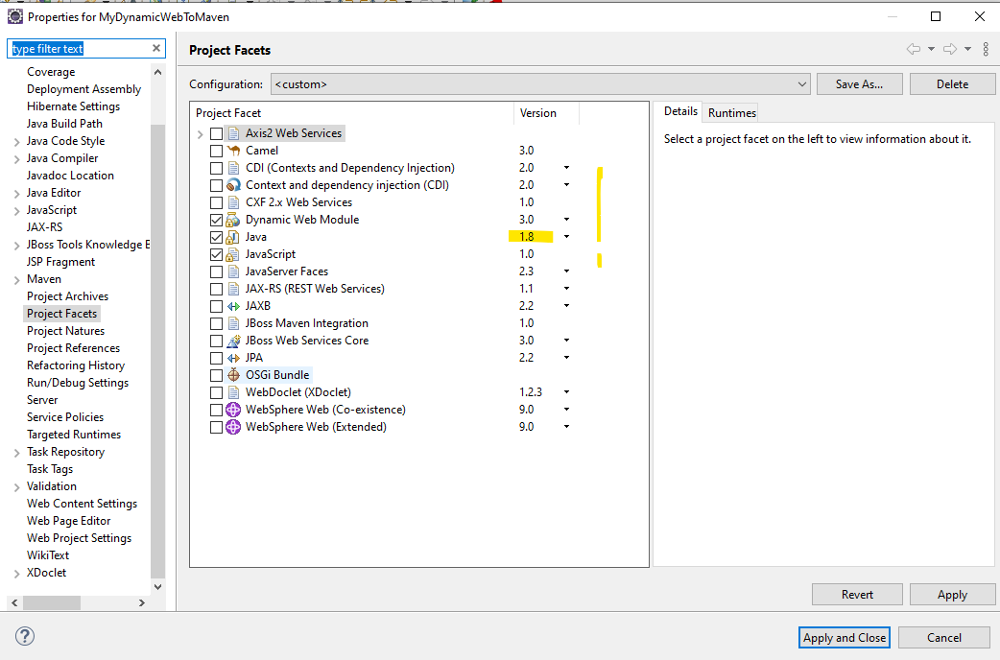 Properties for MyDynamicWebToMaven
type filter text
Coverage
Deployment Assembly
Hibernate Settings
Java Build Path
Java Code Style
Java Compiler
Javadoc Location
Java Editor
JavaScript
JAX-RS
JBoss Tools Knowledge E
JSP Fragment
Maven
Project Archives
Project Facets
Project Natures
Project References
Refactoring History
Run/Debug Settings
Server
Service Policies
Targeted Runtimes
Task Repository
Task Tags
Validation
Web Content Settings
Web Page Editor
Web Project Settings
WikiText
XDoclet
Project Facets
Configuration: <custom> Save As... Delete
Project Facet Version
Axis2 Web Services
Camel 3.0
CDI (Contexts and Dependency Injection) 2.0
Context and dependency injection (CDI) 2.0
CXF 2.x Web Services 1.0
Dynamic Web Module 3.0
Java 1.8
JavaScript 1.0
JavaServer Faces 2.3
JAX-RS (REST Web Services) 1.1
JAXB 2.2
JBoss Maven Integration 1.0
JBoss Web Services Core 3.0
JPA 2.2
OSGi Bundle
WebDoclet (XDoclet) 1.2.3
WebSphere Web (Co-existence) 9.0
WebSphere Web (Extended) 9.0
Details Runtimes
Select a project facet on the left to view information about it.
Revert Apply
? Apply and Close Cancel